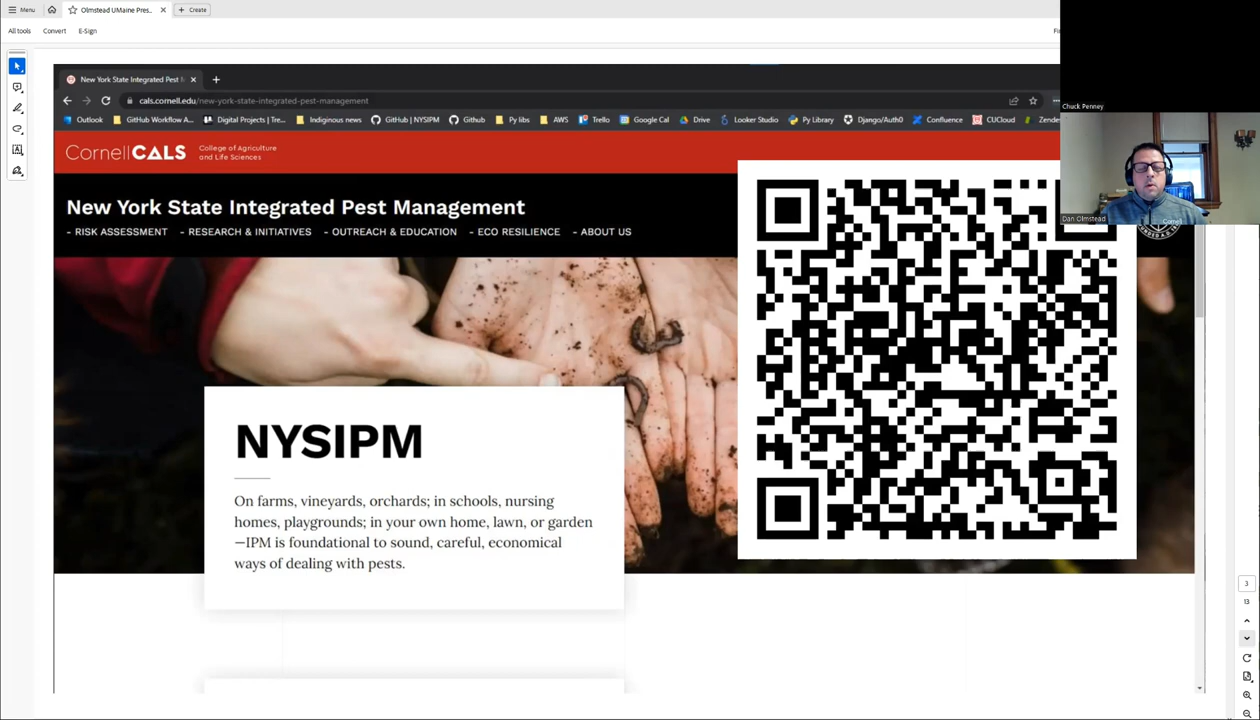 Menu
Olmstead UMaine Pres...
Create
All tools
Convert
E-Sign
Chuck Penney
New York State Integrated Pest M
cals.cornell.edu/new-york-state-integrated-pest-management
Outlook
GitHub Workflow A...
Digital Projects | Tre...
Indiginous news
GitHub | NYSIPM
Github
Py libs
AWS
Trello
Google Cal
Drive
Looker Studio
Py Library
Django/Auth0
Confluence
CUCloud
CornellCALS
College of Agriculture
and Life Sciences
New York State Integrated Pest Management
- RISK ASSESSMENT - RESEARCH & INITIATIVES - OUTREACH & EDUCATION - ECO RESILIENCE - ABOUT US
Dan Olmstead
Cornell
NYSIPM
On farms, vineyards, orchards; in schools, nursing
homes, playgrounds; in your own home, lawn, or garden
—IPM is foundational to sound, careful, economical
ways of dealing with pests.
3
13